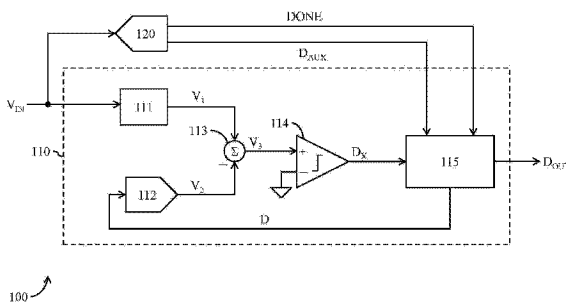 DONE
120
D_AUX
V_IN
111
V_1
113
114
110
Σ
V_3
+
D_X
115
D_OUT
−
−
112
V_2
D
100